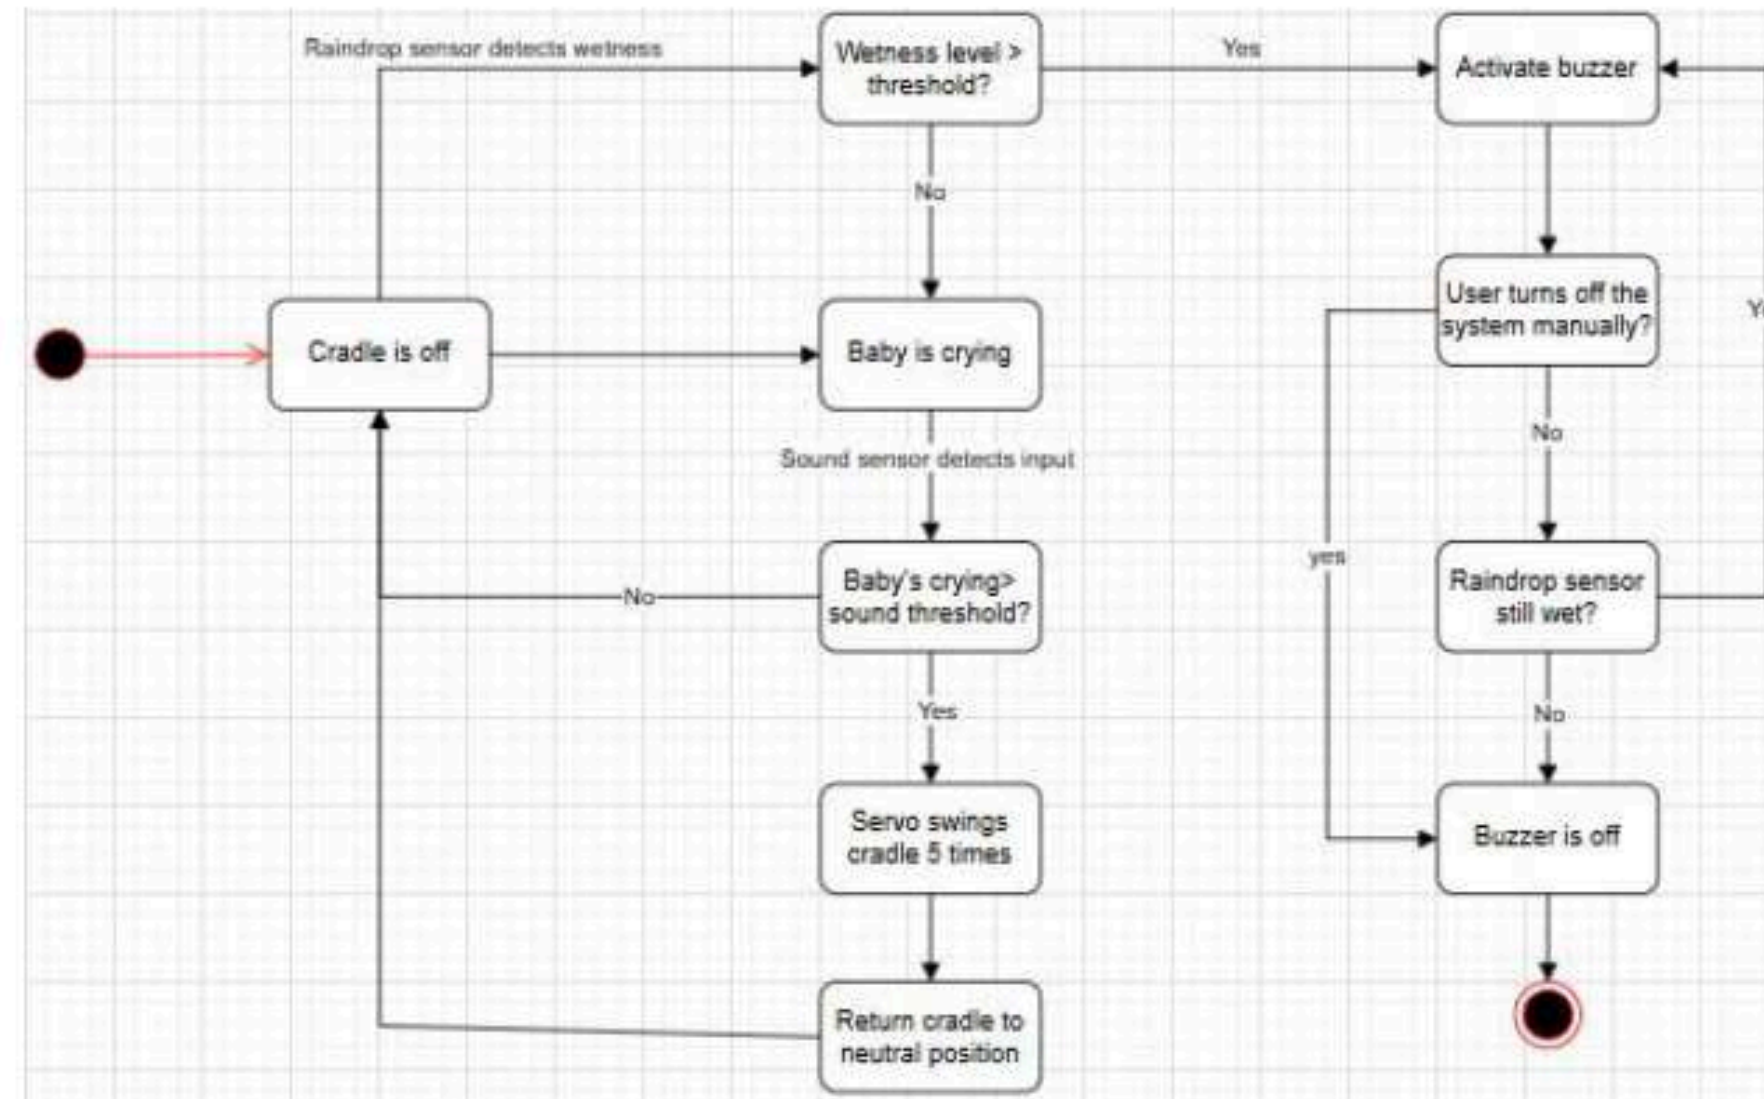 Raindrop sensor detects wetness
Wetness level >
threshold?
Yes
Activate buzzer
No
User turns off the
system manually?
Cradle is off
Baby is crying
No
Sound sensor detects input
yes
Baby's crying>
sound threshold?
No
Raindrop sensor
still wet?
Yes
No
Servo swings
cradle 5 times
Buzzer is off
Return cradle to
neutral position